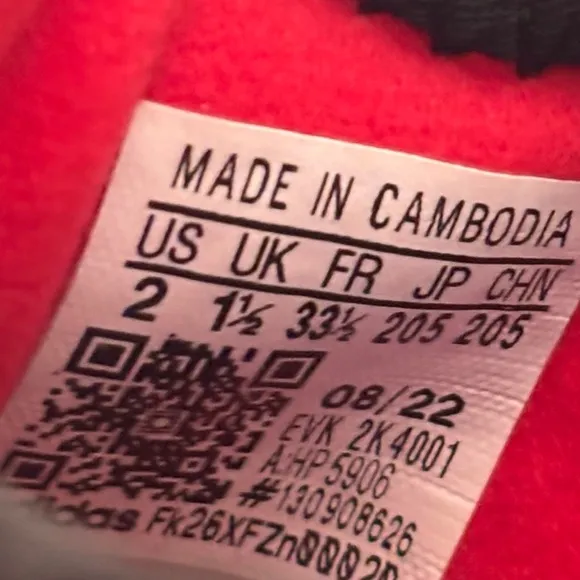 MADE IN CAMBODIA
US UK FR JP CHN
2 1½ 33½ 205 205
08/22
EVK 2K4001
A:HP5906
#130908626
adidas